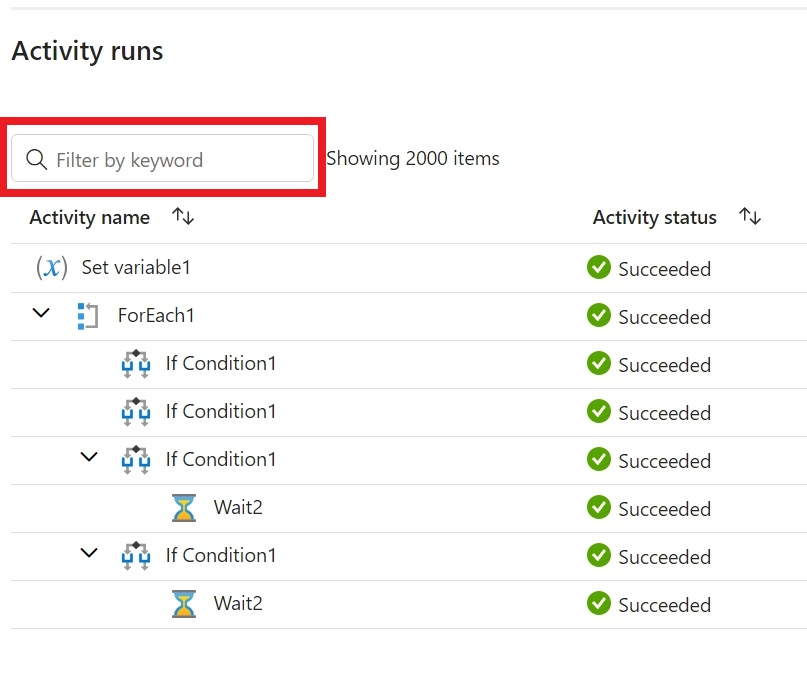 Activity runs
Filter by keyword Showing 2000 items
Activity name Activity status
(x) Set variable1 Succeeded
ForEach1 Succeeded
If Condition1 Succeeded
If Condition1 Succeeded
If Condition1 Succeeded
Wait2 Succeeded
If Condition1 Succeeded
Wait2 Succeeded